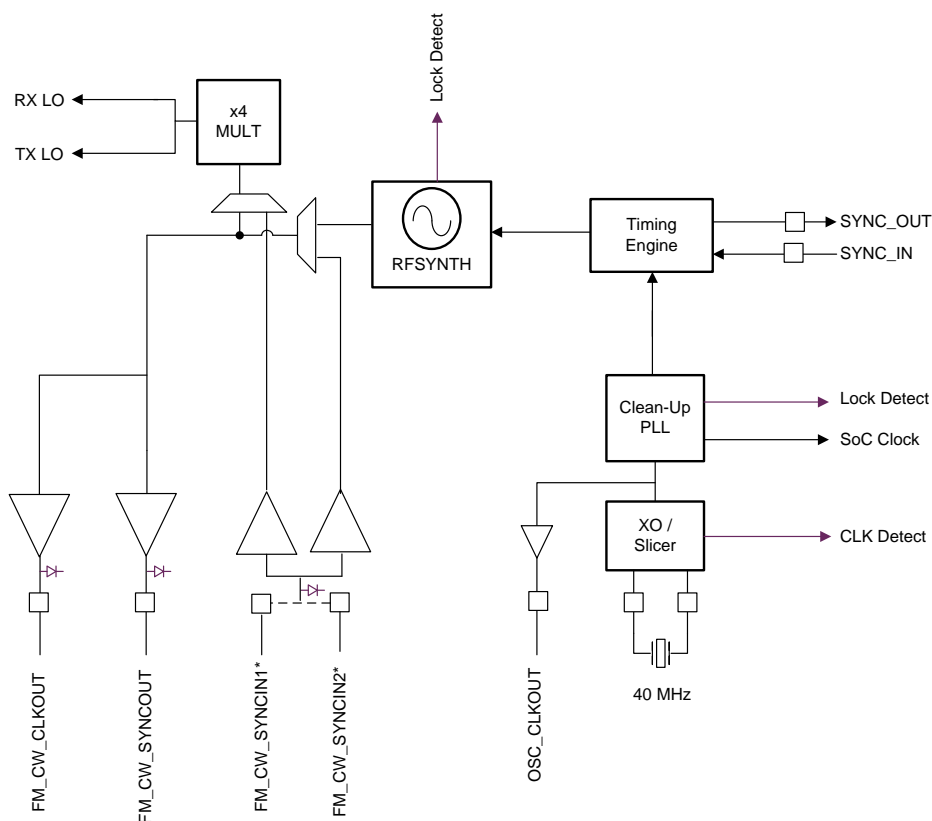 Lock Detect
RX LO
TX LO
x4
MULT
RFSYNTH
Timing
Engine
SYNC_OUT
SYNC_IN
Clean-Up
PLL
Lock Detect
SoC Clock
XO /
Slicer
CLK Detect
40 MHz
FM_CW_CLKOUT
FM_CW_SYNCOUT
FM_CW_SYNCIN1*
FM_CW_SYNCIN2*
OSC_CLKOUT